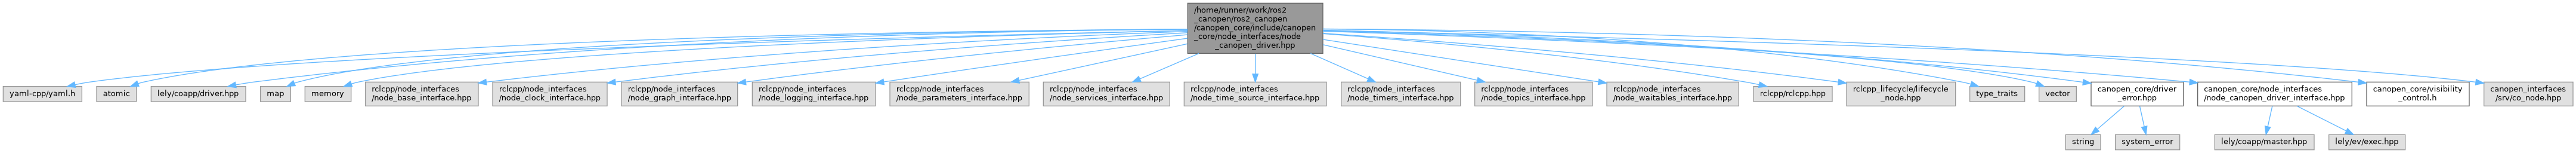 /home/runner/work/ros2
_canopen/ros2_canopen
/canopen_core/include/canopen
_core/node_interfaces/node
_canopen_driver.hpp
yaml-cpp/yaml.h
atomic
lely/coapp/driver.hpp
map
memory
rclcpp/node_interfaces
/node_base_interface.hpp
rclcpp/node_interfaces
/node_clock_interface.hpp
rclcpp/node_interfaces
/node_graph_interface.hpp
rclcpp/node_interfaces
/node_logging_interface.hpp
rclcpp/node_interfaces
/node_parameters_interface.hpp
rclcpp/node_interfaces
/node_services_interface.hpp
rclcpp/node_interfaces
/node_time_source_interface.hpp
rclcpp/node_interfaces
/node_timers_interface.hpp
rclcpp/node_interfaces
/node_topics_interface.hpp
rclcpp/node_interfaces
/node_waitables_interface.hpp
rclcpp/rclcpp.hpp
rclcpp_lifecycle/lifecycle
_node.hpp
type_traits
vector
canopen_core/driver
_error.hpp
canopen_core/node_interfaces
/node_canopen_driver_interface.hpp
canopen_core/visibility
_control.h
canopen_interfaces
/srv/co_node.hpp
string
system_error
lely/coapp/master.hpp
lely/ev/exec.hpp